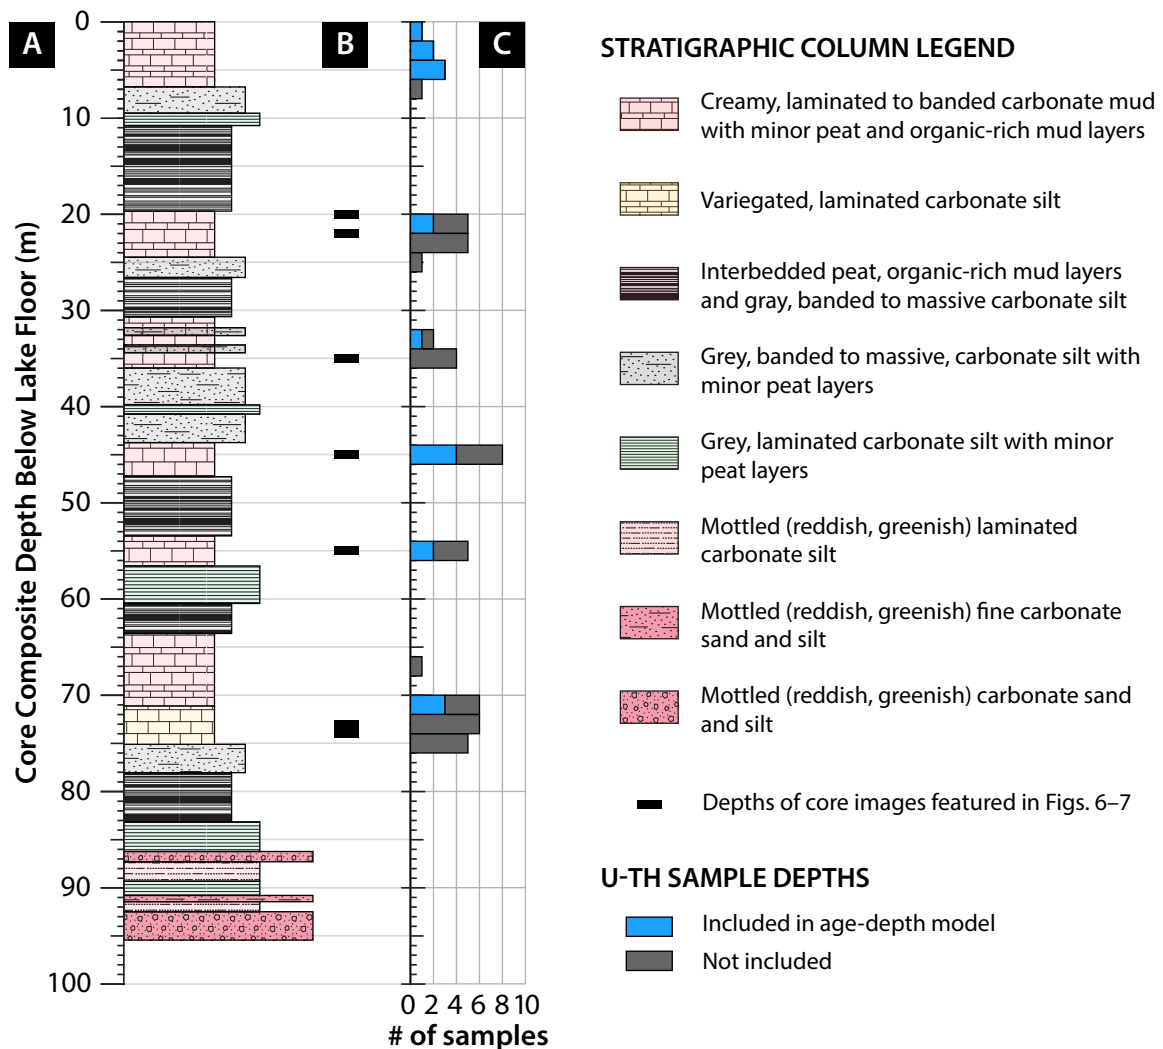 A
B
C
0
10
20
30
40
50
60
70
80
90
100
Core Composite Depth Below Lake Floor (m)
0 2 4 6 8 10
# of samples
STRATIGRAPHIC COLUMN LEGEND
Creamy, laminated to banded carbonate mud
with minor peat and organic-rich mud layers
Variegated, laminated carbonate silt
Interbedded peat, organic-rich mud layers
and gray, banded to massive carbonate silt
Grey, banded to massive, carbonate silt with
minor peat layers
Grey, laminated carbonate silt with minor
peat layers
Mottled (reddish, greenish) laminated
carbonate silt
Mottled (reddish, greenish) fine carbonate
sand and silt
Mottled (reddish, greenish) carbonate sand
and silt
Depths of core images featured in Figs. 6–7
U-TH SAMPLE DEPTHS
Included in age-depth model
Not included